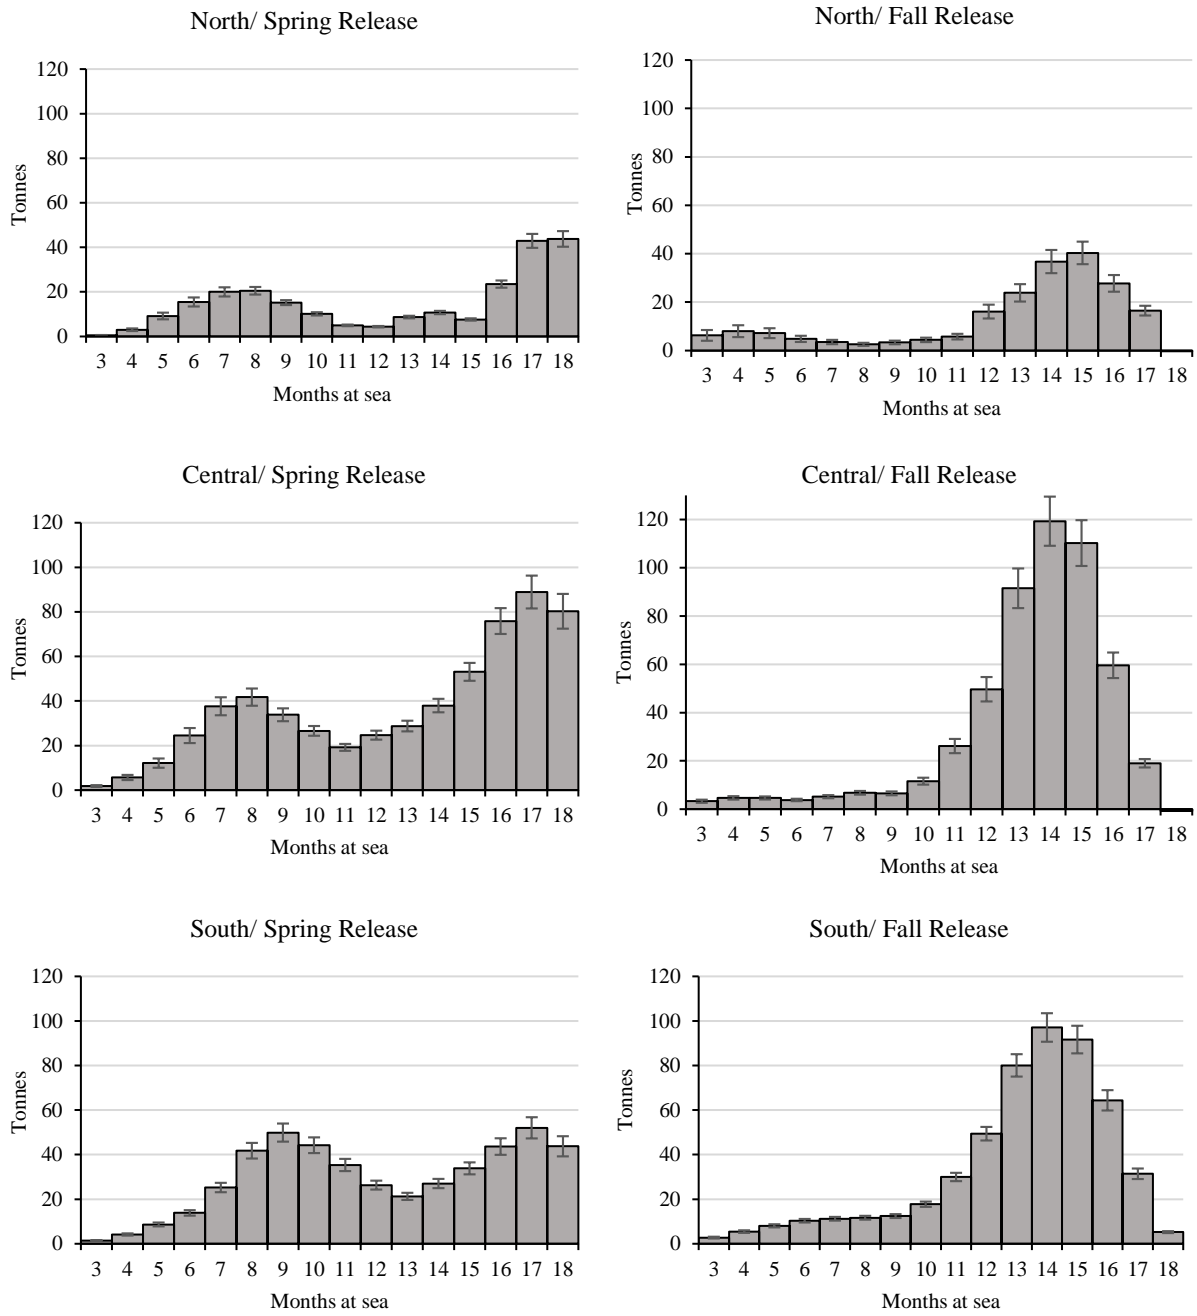 North/ Spring Release
120
100
80
60
40
20
0
Tonnes
3 4 5 6 7 8 9 10 11 12 13 14 15 16 17 18
Months at sea
North/ Fall Release
120
100
80
60
40
20
0
Tonnes
3 4 5 6 7 8 9 10 11 12 13 14 15 16 17 18
Months at sea
Central/ Spring Release
120
100
80
60
40
20
0
Tonnes
3 4 5 6 7 8 9 10 11 12 13 14 15 16 17 18
Months at sea
Central/ Fall Release
120
100
80
60
40
20
0
Tonnes
3 4 5 6 7 8 9 10 11 12 13 14 15 16 17 18
Months at sea
South/ Spring Release
120
100
80
60
40
20
0
Tonnes
3 4 5 6 7 8 9 10 11 12 13 14 15 16 17 18
Months at sea
South/ Fall Release
120
100
80
60
40
20
0
Tonnes
3 4 5 6 7 8 9 10 11 12 13 14 15 16 17 18
Months at sea